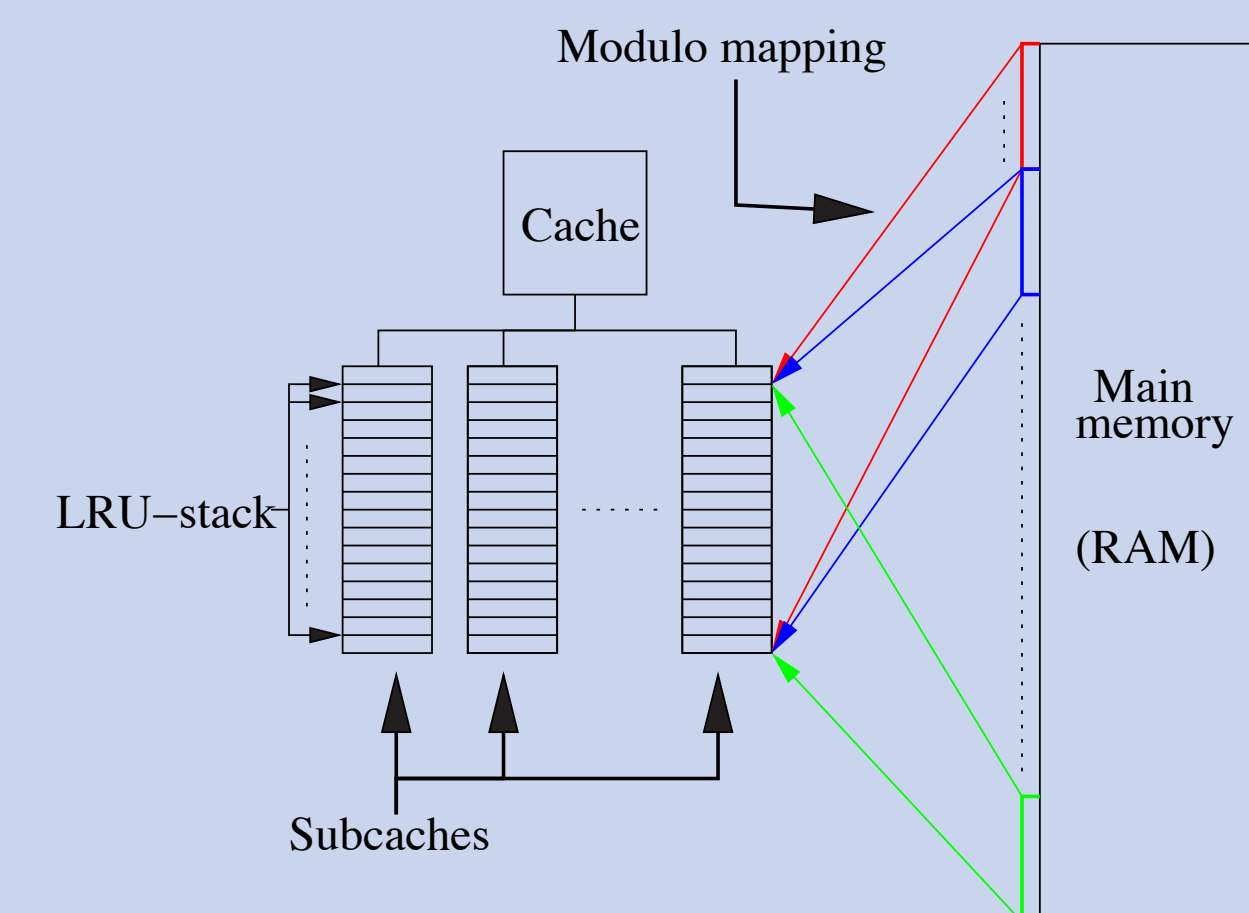 Modulo mapping
Cache
Main
memory
LRU−stack
(RAM)
Subcaches